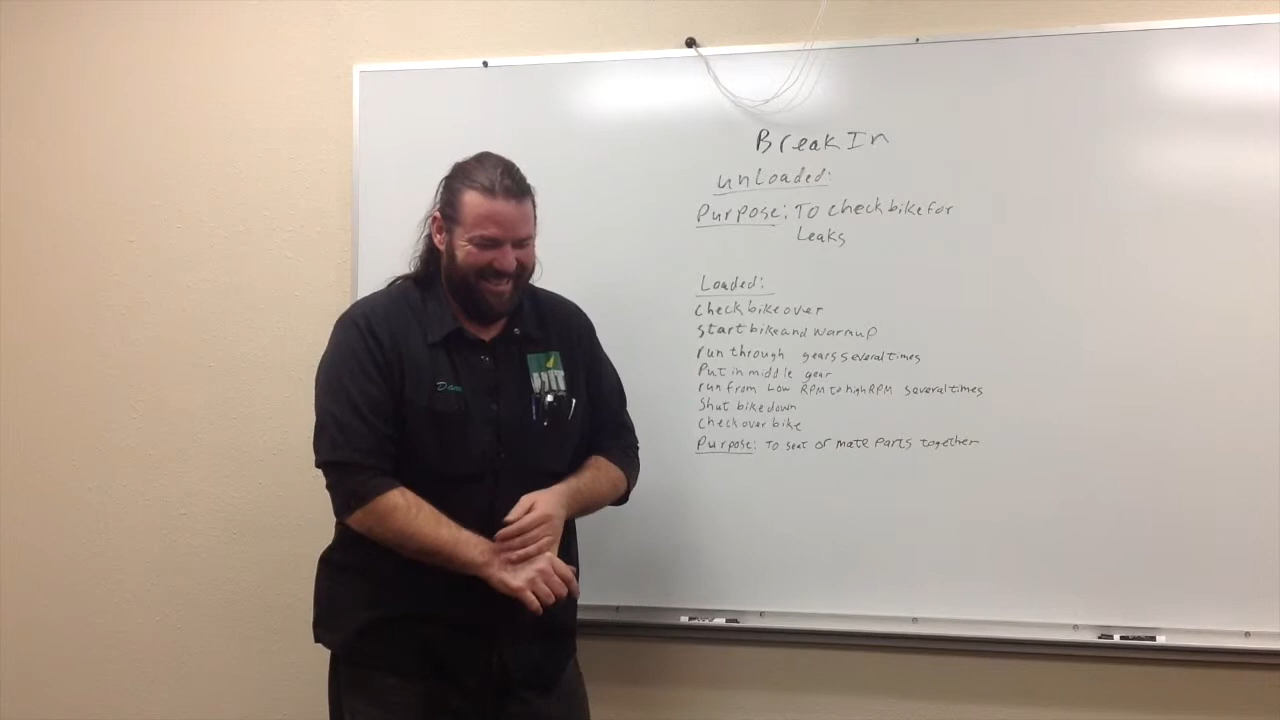 Break In
unLoaded:
Purpose: To check bike for
Leaks
Loaded:
check bike over
start bike and warm up
run through gears several times
Put in middle gear
run from Low RPM to high RPM several times
Shut bike down
Check over bike
Purpose: To seat or mate parts together